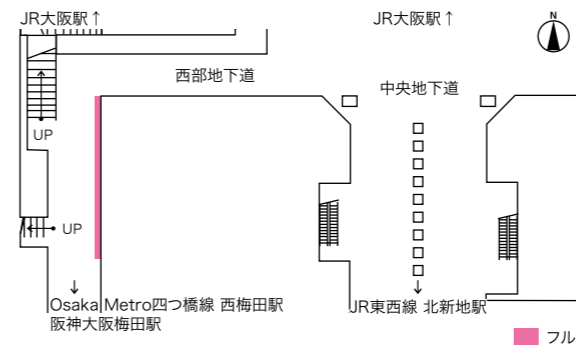 JR大阪駅↑
JR大阪駅↑
N
西部地下道
中央地下道
UP
UP
↓
Osaka Metro四つ橋線 西梅田駅
阪神大阪梅田駅
↓
JR東西線 北新地駅
フル